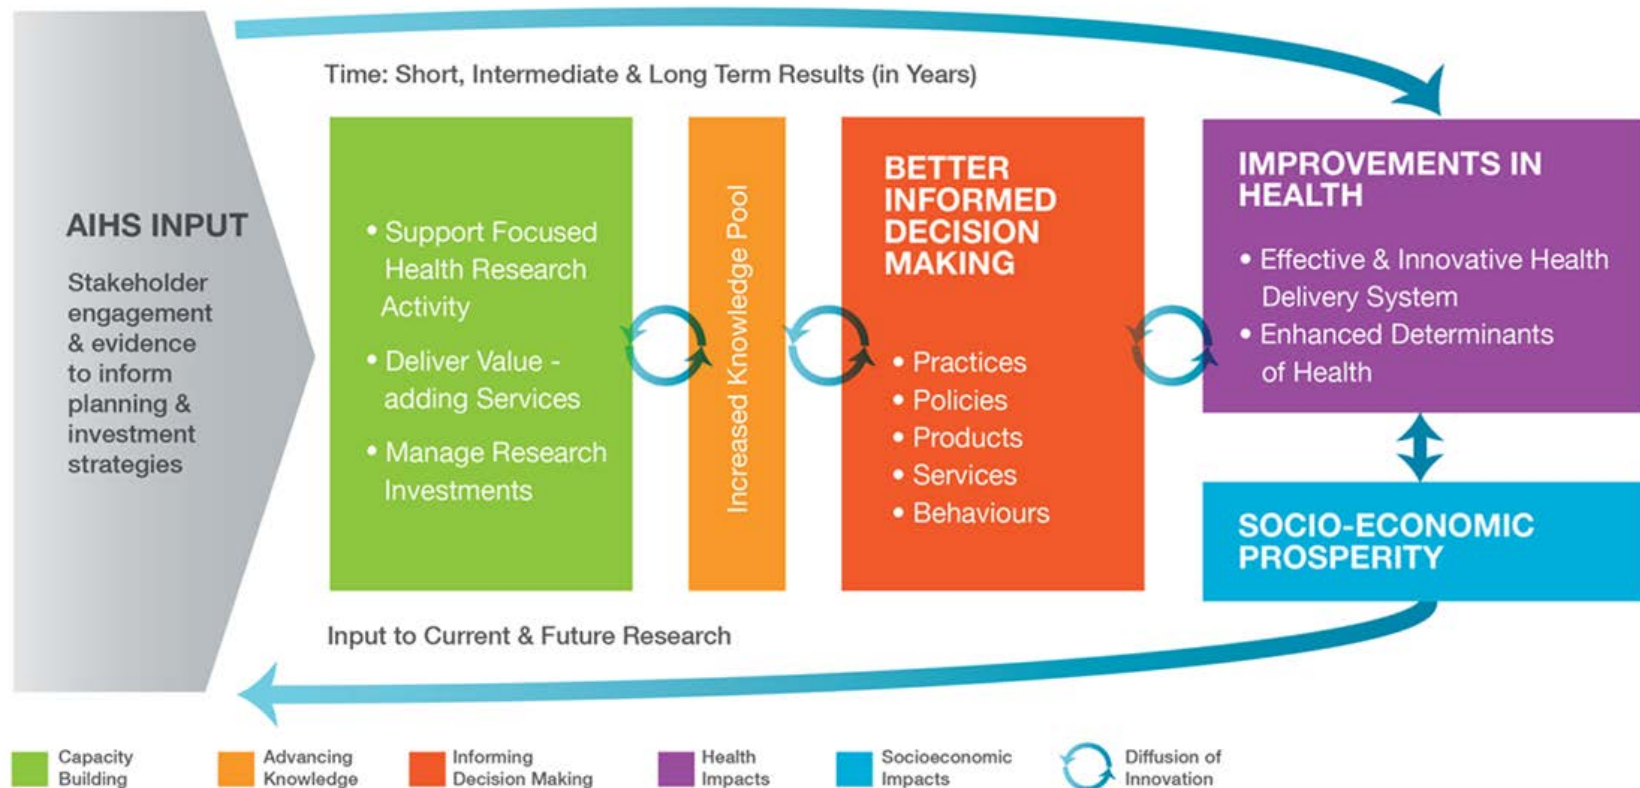 Time: Short, Intermediate & Long Term Results (in Years)
AIHS INPUT
Stakeholder
engagement
& evidence
to inform
planning &
investment
strategies
• Support Focused
Health Research
Activity
• Deliver Value -
adding Services
• Manage Research
Investments
Increased Knowledge Pool
BETTER
INFORMED
DECISION
MAKING
• Practices
• Policies
• Products
• Services
• Behaviours
IMPROVEMENTS IN
HEALTH
• Effective & Innovative Health
Delivery System
• Enhanced Determinants
of Health
SOCIO-ECONOMIC
PROSPERITY
Input to Current & Future Research
Capacity
Building
Advancing
Knowledge
Informing
Decision Making
Health
Impacts
Socioeconomic
Impacts
Diffusion of
Innovation